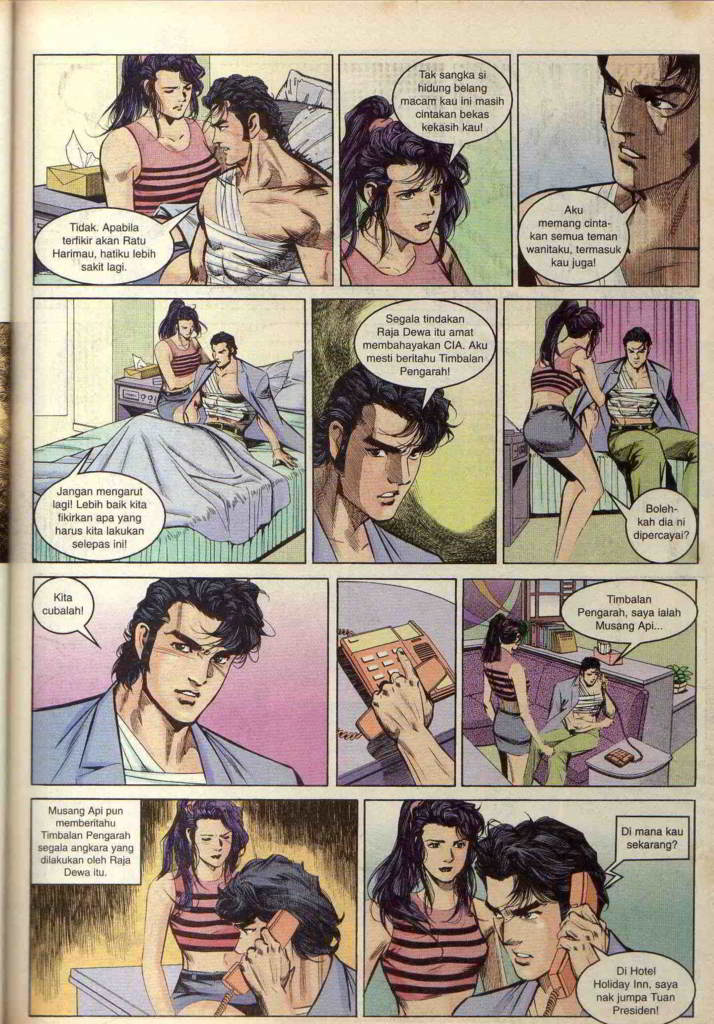 Tidak. Apabila
terfikir akan Ratu
Harimau, hatiku lebih
sakit lagi.
Tak sangka si
hidung belang
macam kau ini masih
cintakan bekas
kekasih kau!
Aku
memang cinta-
kan semua teman
wanitaku, termasuk
kau juga!
Jangan mengarut
lagi! Lebih baik kita
fikirkan apa yang
harus kita lakukan
selepas ini!
Segala tindakan
Raja Dewa itu amat
membahayakan CIA. Aku
mesti beritahu Timbalan
Pengarah!
Boleh-
kah dia ni
dipercayai?
Kita
cubalah!
Timbalan
Pengarah, saya ialah
Musang Api...
Musang Api pun
memberitahu
Timbalan Pengarah
segala angkara yang
dilakukan oleh Raja
Dewa itu.
Di mana kau
sekarang?
Di Hotel
Holiday Inn, saya
nak jumpa Tuan
Presiden!